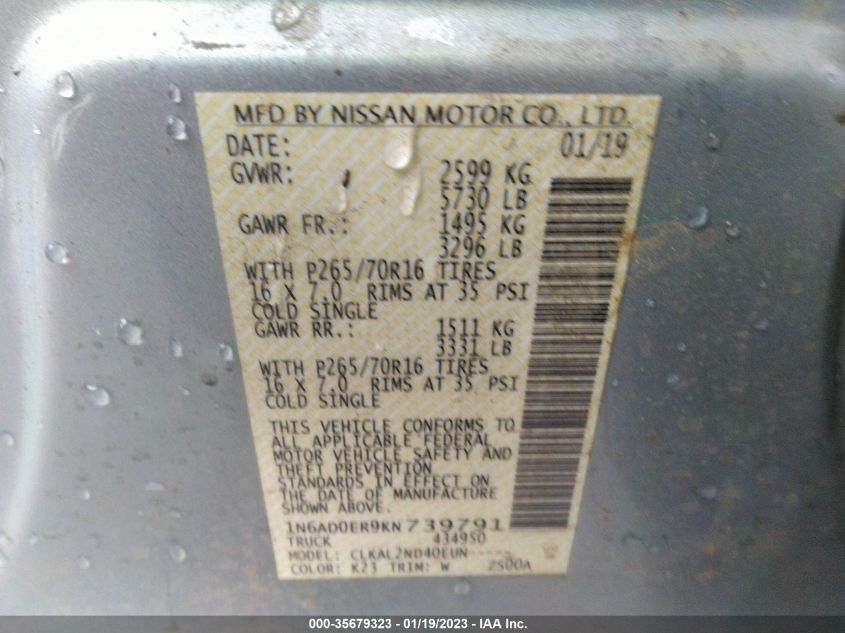 MFD BY NISSAN MOTOR CO., LTD.
DATE: 01/19
GVWR: 2599 KG
5730 LB
GAWR FR.: 1495 KG
3296 LB
WITH P265/70R16 TIRES
16 X 7.0 RIMS AT 35 PSI
COLD SINGLE
GAWR RR.: 1511 KG
3331 LB
WITH P265/70R16 TIRES
16 X 7.0 RIMS AT 35 PSI
COLD SINGLE
THIS VEHICLE CONFORMS TO
ALL APPLICABLE FEDERAL
MOTOR VEHICLE SAFETY AND
THEFT PREVENTION
STANDARDS IN EFFECT ON
THE DATE OF MANUFACTURE
SHOWN ABOVE.
1N6AD0ER9KN739791
TRUCK 434950
MODEL: CLKAL2ND40EUN-----
COLOR: K23 TRIM: W ZS00A
000-35679323 - 01/19/2023 - IAA Inc.